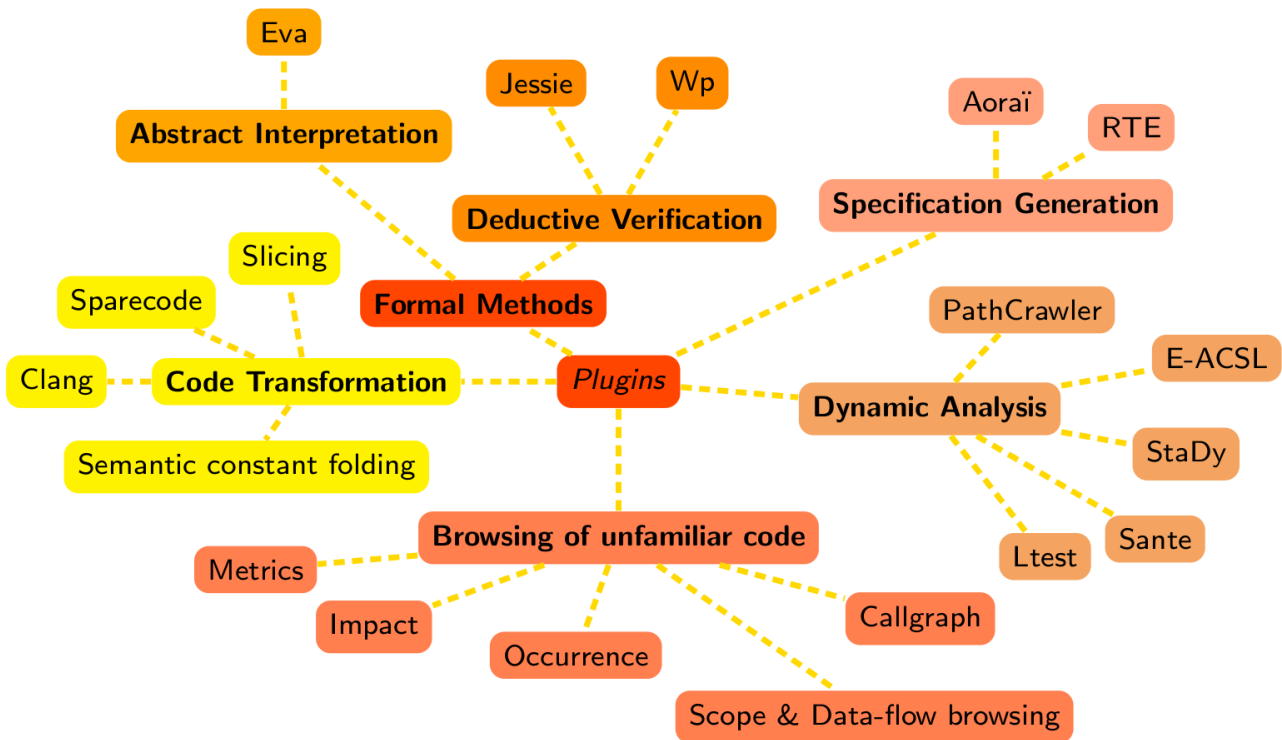 Eva
Jessie
Wp
Aoraï
RTE
Abstract Interpretation
Deductive Verification
Specification Generation
Slicing
Sparecode
Formal Methods
PathCrawler
Clang
Code Transformation
Plugins
Dynamic Analysis
E-ACSL
StaDy
Semantic constant folding
Browsing of unfamiliar code
Sante
Ltest
Metrics
Impact
Occurrence
Callgraph
Scope & Data-flow browsing